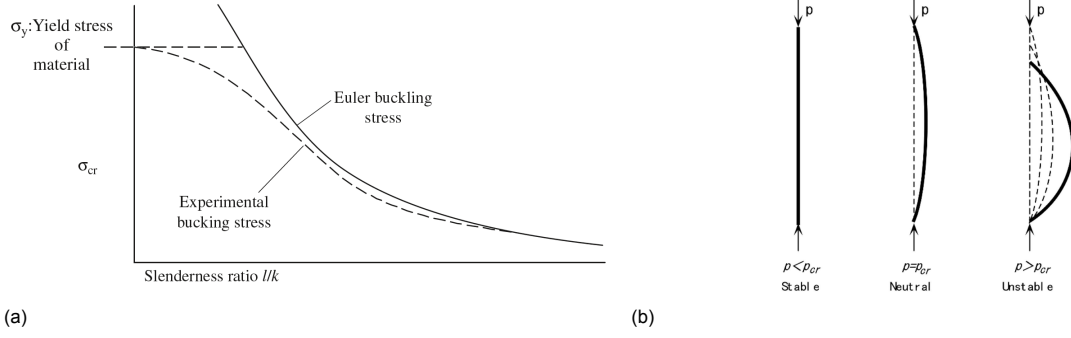 σy:Yield stress
of
material
Euler buckling
stress
σcr
Experimental
bucking stress
Slenderness ratio l/k
(a)
p
p
p
p<pcr
p=pcr
p>pcr
Stable
Neutral
Unstable
(b)